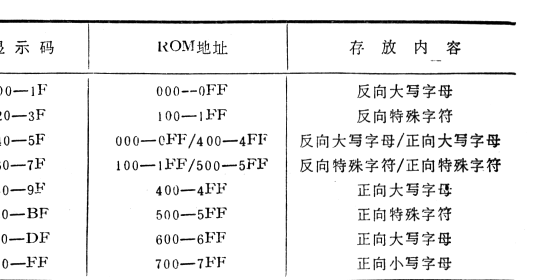 示码 ROM地址 存放内容
0—1F 000--0FF 反向大写字母
20—3F 100—1FF 反向特殊字符
0—5F 000—0FF/400—4FF 反向大写字母/正向大写字母
0—7F 100—1FF/500—5FF 反向特殊字符/正向特殊字符
0—9F 400—4FF 正向大写字母
0—BF 500—5FF 正向特殊字符
0—DF 600—6FF 正向大写字母
0—FF 700—7FF 正向小写字母